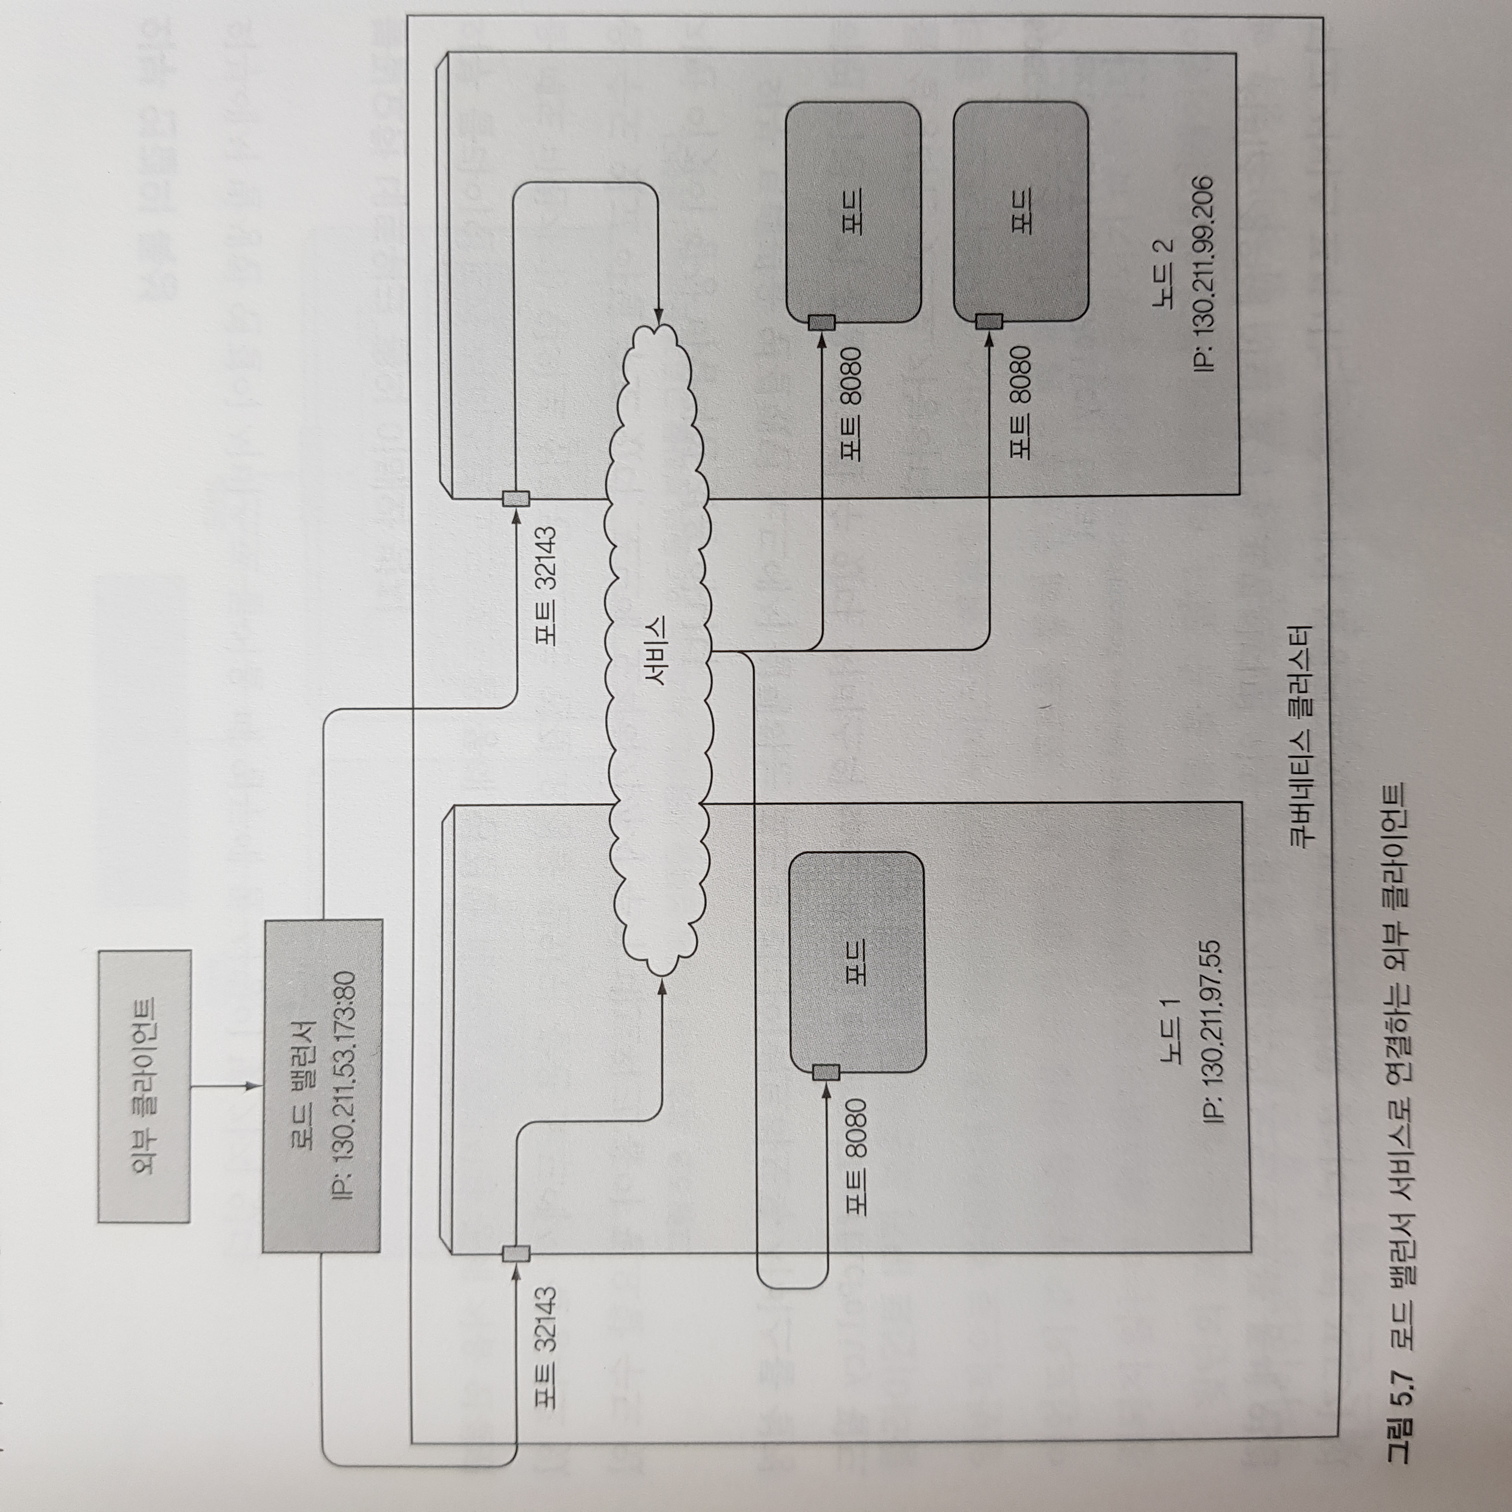 외부 클라이언트
로드 밸런서
IP: 130.211.53.173:80
포트 32143
포트 32143
서비스
포트 8080
포드
포트 8080
포드
포트 8080
포드
노드 1
IP: 130.211.97.55
노드 2
IP: 130.211.99.206
쿠버네티스 클러스터
그림 5.7 로드 밸런서 서비스로 연결하는 외부 클라이언트